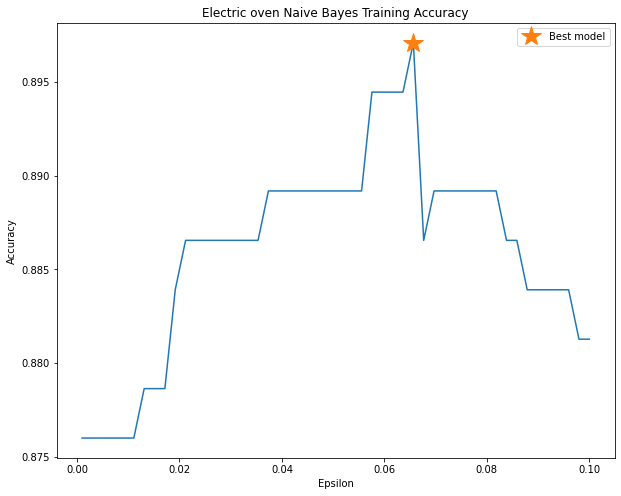 Electric oven Naive Bayes Training Accuracy
Best model
0.895
0.890
0.885
0.880
0.875
Accuracy
0.00 0.02 0.04 0.06 0.08 0.10
Epsilon